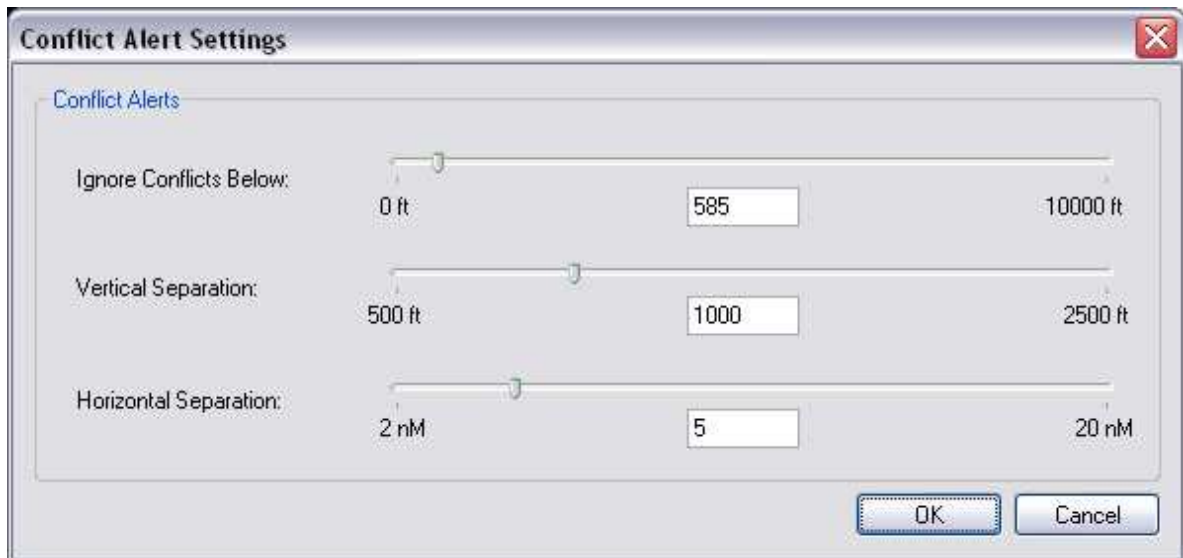 Conflict Alert Settings
Conflict Alerts
Ignore Conflicts Below:
0 ft 585 10000 ft
Vertical Separation:
500 ft 1000 2500 ft
Horizontal Separation:
2 nM 5 20 nM
OK Cancel